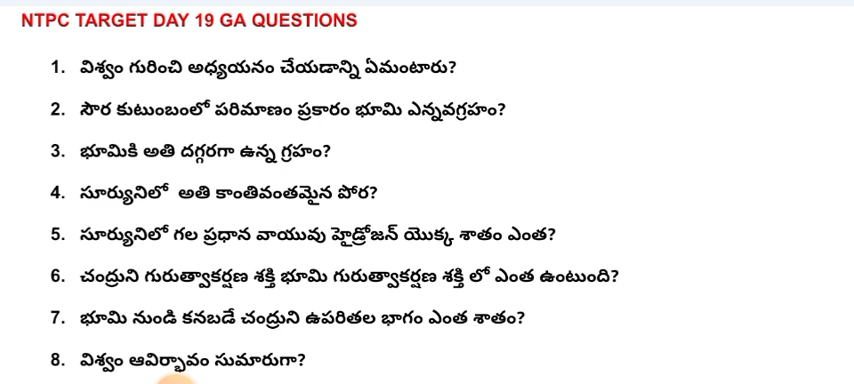 NTPC TARGET DAY 19 GA QUESTIONS
1. విశ్వం గురించి అధ్యయనం చేయడాన్ని ఏమంటారు?
2. సౌర కుటుంబంలో పరిమాణం ప్రకారం భూమి ఎన్నవగ్రహం?
3. భూమికి అతి దగ్గరగా ఉన్న గ్రహం?
4. సూర్యునిలో అతి కాంతివంతమైన పోర?
5. సూర్యునిలో గల ప్రధాన వాయువు హైడ్రోజన్ యొక్క శాతం ఎంత?
6. చంద్రుని గురుత్వాకర్షణ శక్తి భూమి గురుత్వాకర్షణ శక్తి లో ఎంత ఉంటుంది?
7. భూమి నుండి కనబడే చంద్రుని ఉపరితల భాగం ఎంత శాతం?
8. విశ్వం ఆవిర్భావం సుమారుగా?